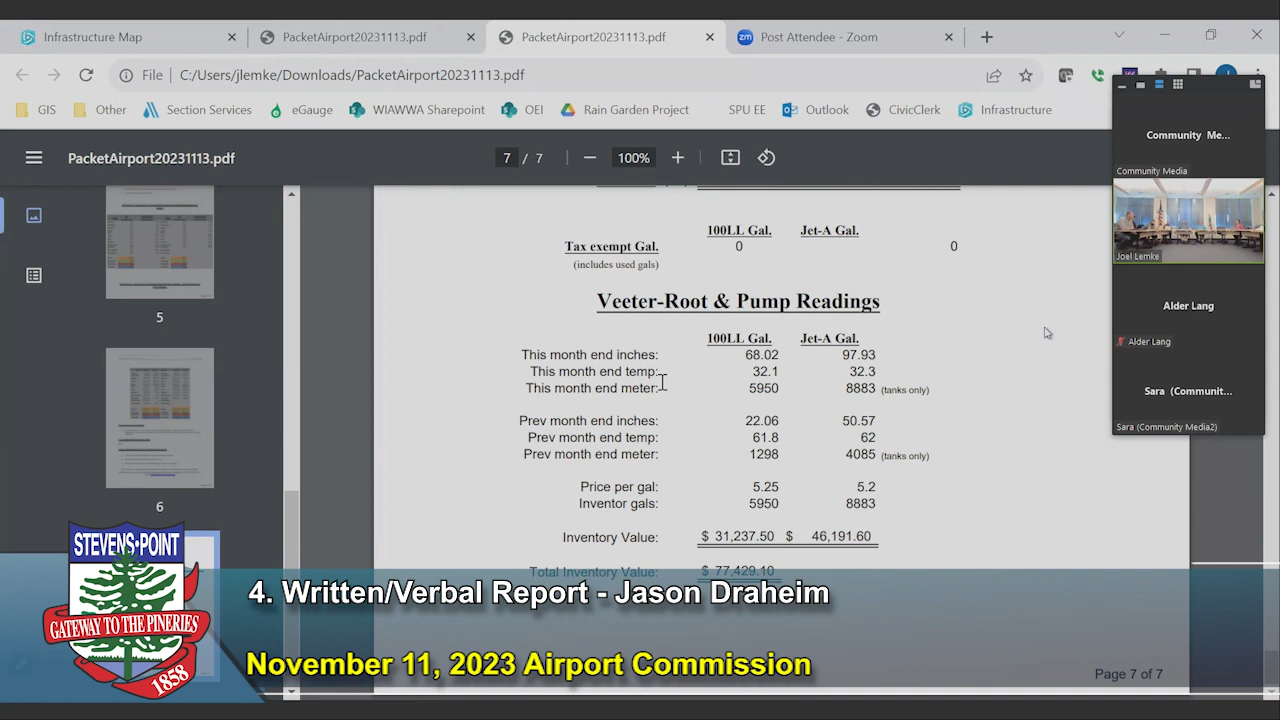 Infrastructure Map
PacketAirport20231113.pdf
PacketAirport20231113.pdf
zm Post Attendee - Zoom
File C:/Users/jlemke/Downloads/PacketAirport20231113.pdf
GIS Other Section Services eGauge WIAWWA Sharepoint OEI Rain Garden Project SPU EE Outlook CivicClerk Infrastructure
PacketAirport20231113.pdf 7 / 7 100%
Community Me...
Community Media
Joel Lemke
Alder Lang
Alder Lang
Sara (Communit...
Sara (Community Media2)
5
6
100LL Gal. Jet-A Gal.
Tax exempt Gal. 0 0
(includes used gals)
Veeter-Root & Pump Readings
100LL Gal. Jet-A Gal.
This month end inches: 68.02 97.93
This month end temp: 32.1 32.3
This month end meter: 5950 8883 (tanks only)
Prev month end inches: 22.06 50.57
Prev month end temp: 61.8 62
Prev month end meter: 1298 4085 (tanks only)
Price per gal: 5.25 5.2
Inventor gals: 5950 8883
Inventory Value: $ 31,237.50 $ 46,191.60
Total Inventory Value: $ 77,429.10
Page 7 of 7
STEVENS·POINT
GATEWAY TO THE PINERIES
1858
4. Written/Verbal Report - Jason Draheim
November 11, 2023 Airport Commission